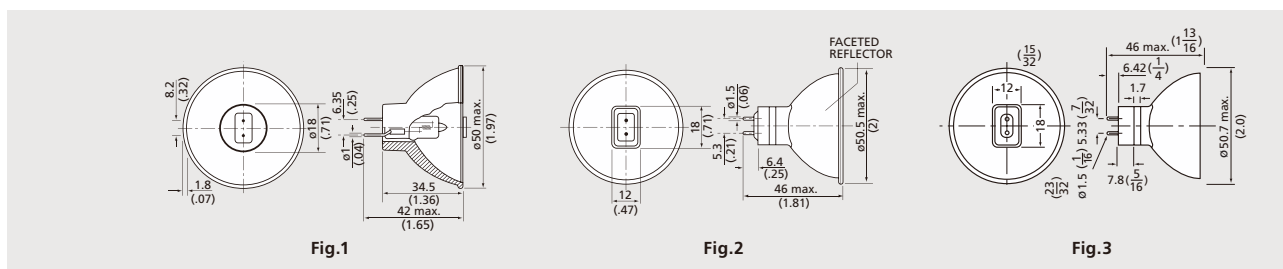 8.2
(.32)
1.8
(.07)
ø18
(.71)
6.35
(.25)
ø1
(.04)
34.5
(1.36)
42 max.
(1.65)
ø50 max.
(1.97)
Fig.1
12
(.47)
18
(.71)
5.3
(.21)
ø1.5
(.06)
6.4
(.25)
46 max.
(1.81)
FACETED
REFLECTOR
ø50.5 max.
(2)
Fig.2
(15/32)
12
18
(23/32)
46 max. (1 13/16)
6.42 (1/4)
1.7
5.33 (7/32)
ø1.5 (1/16)
7.8 (5/16)
ø50.7 max.
(2.0)
Fig.3